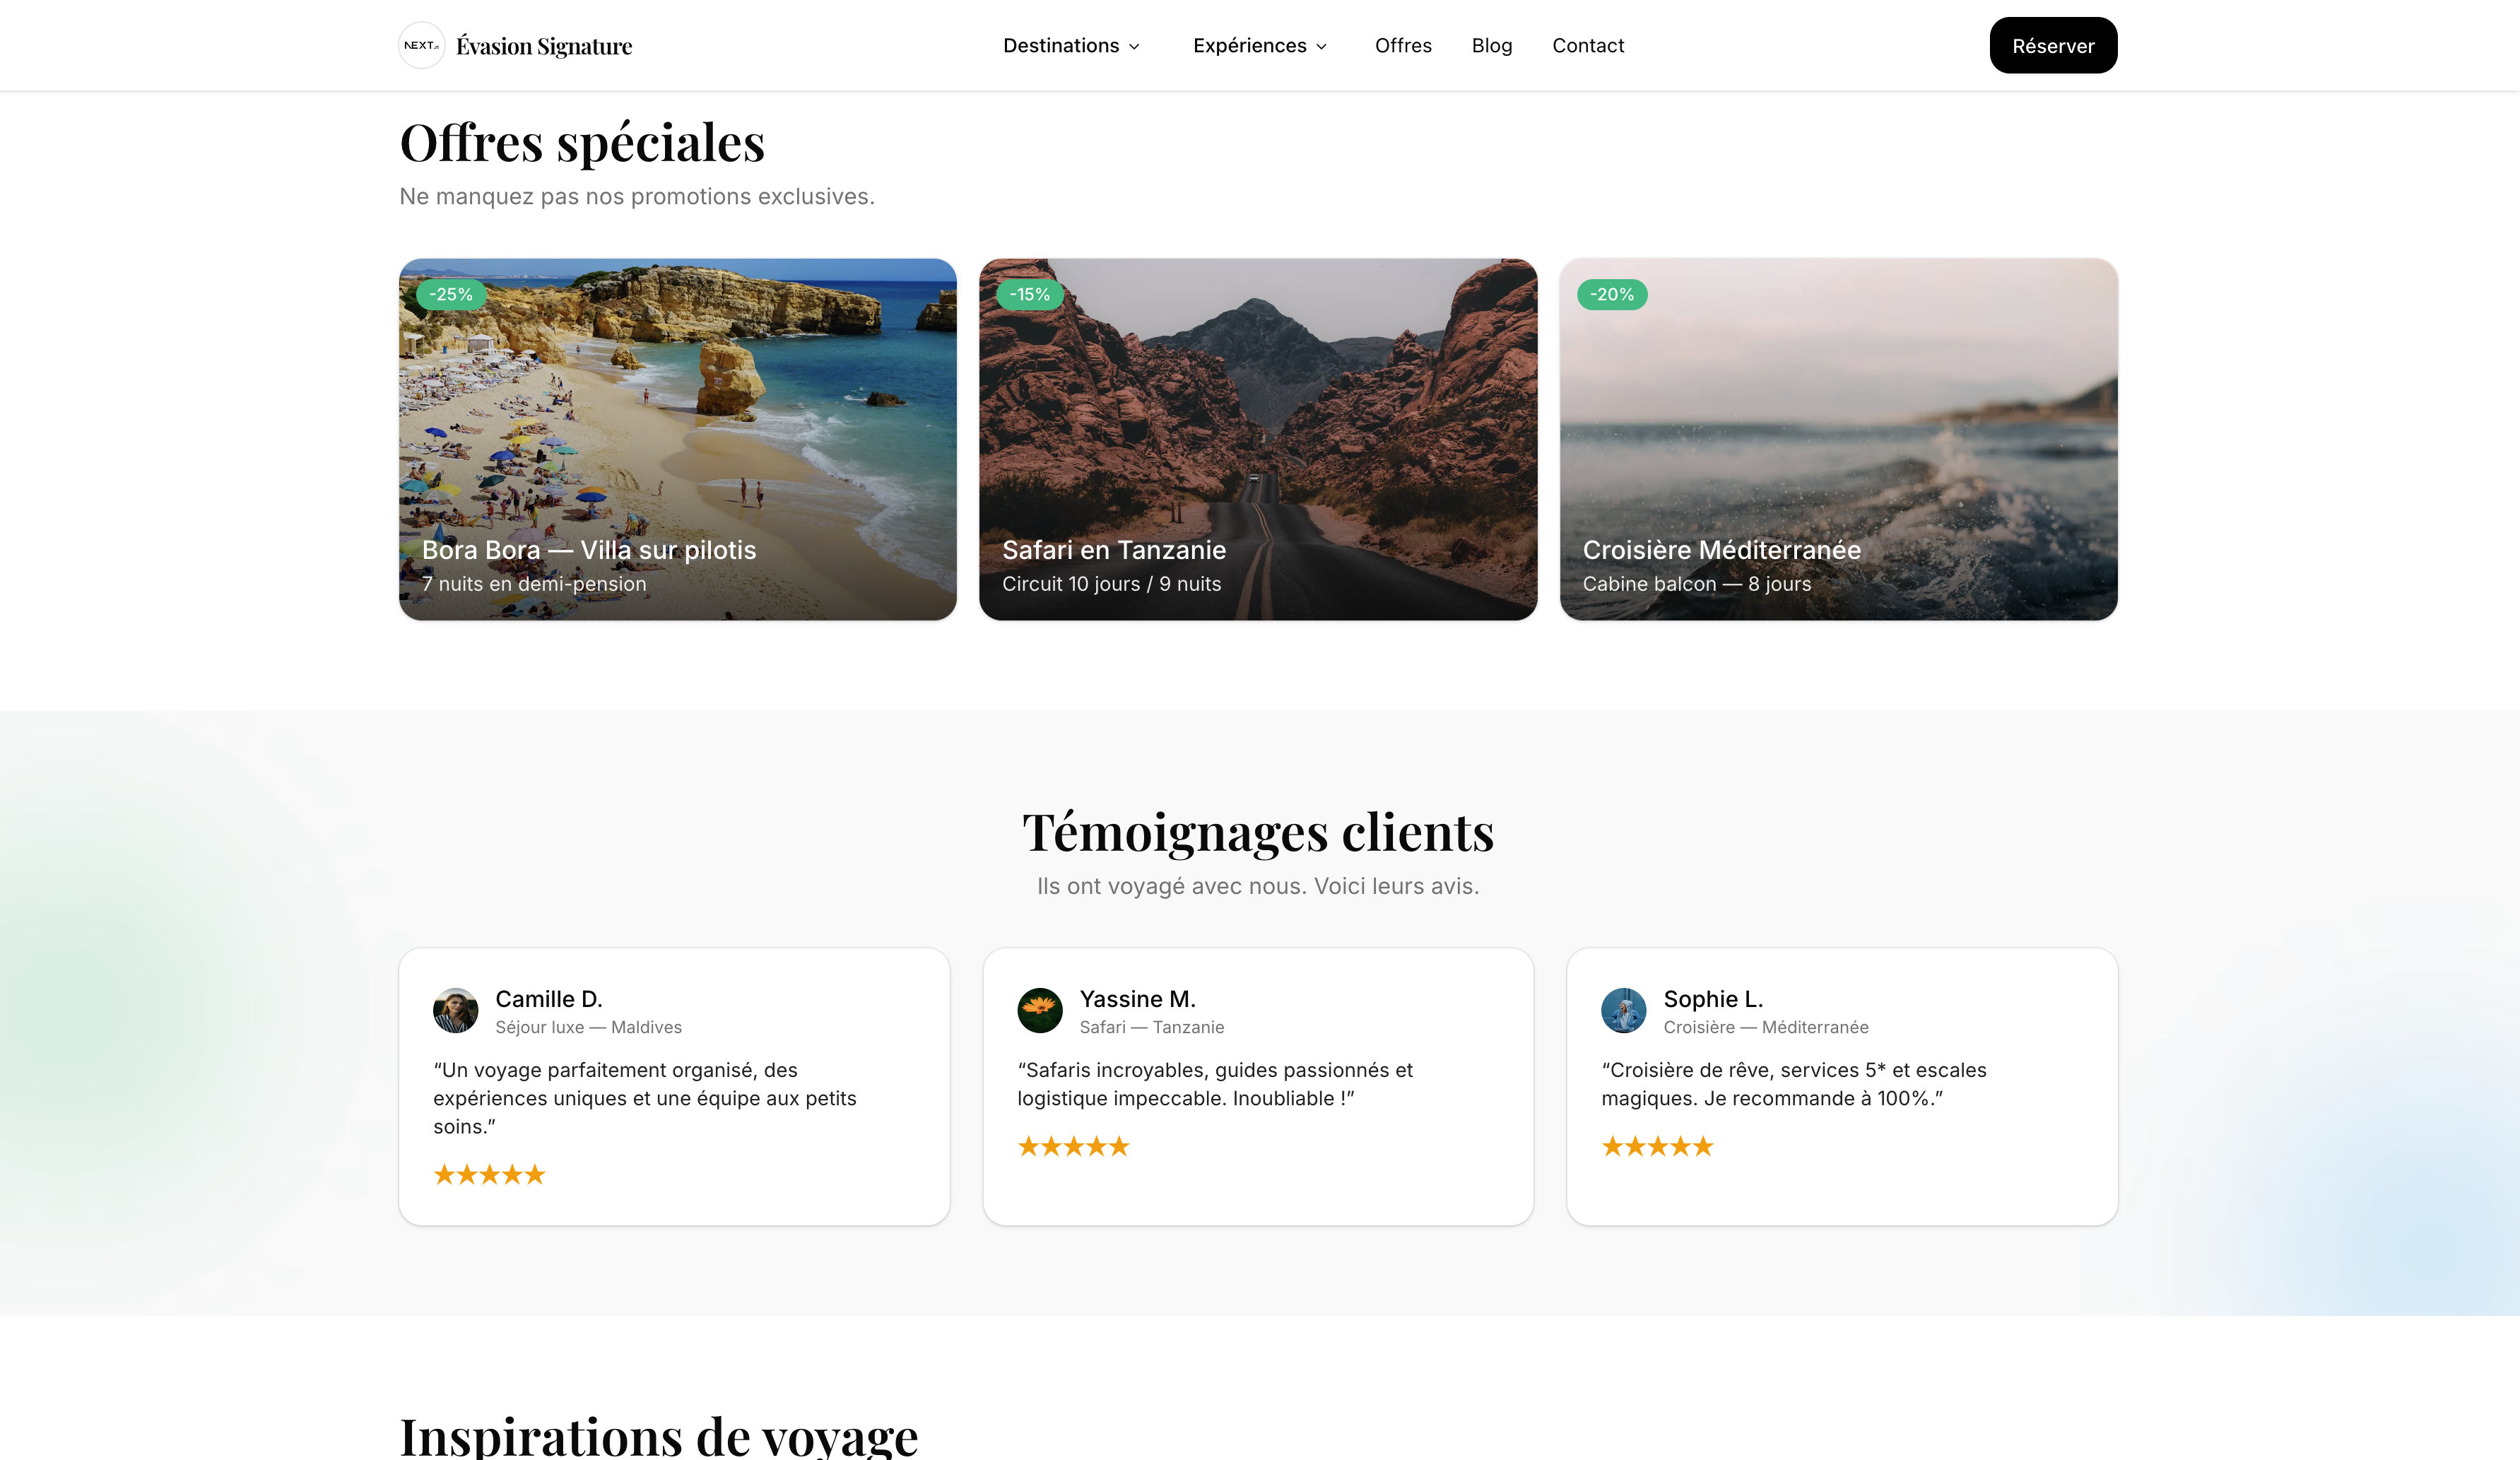 NEXT.
Évasion Signature
Destinations
Expériences
Offres
Blog
Contact
Réserver
Offres spéciales
Ne manquez pas nos promotions exclusives.
-25%
Bora Bora — Villa sur pilotis
7 nuits en demi-pension
-15%
Safari en Tanzanie
Circuit 10 jours / 9 nuits
-20%
Croisière Méditerranée
Cabine balcon — 8 jours
Témoignages clients
Ils ont voyagé avec nous. Voici leurs avis.
Camille D.
Séjour luxe — Maldives
“Un voyage parfaitement organisé, des
expériences uniques et une équipe aux petits
soins.”
★★★★★
Yassine M.
Safari — Tanzanie
“Safaris incroyables, guides passionnés et
logistique impeccable. Inoubliable !”
★★★★★
Sophie L.
Croisière — Méditerranée
“Croisière de rêve, services 5* et escales
magiques. Je recommande à 100%.”
★★★★★
Inspirations de voyage